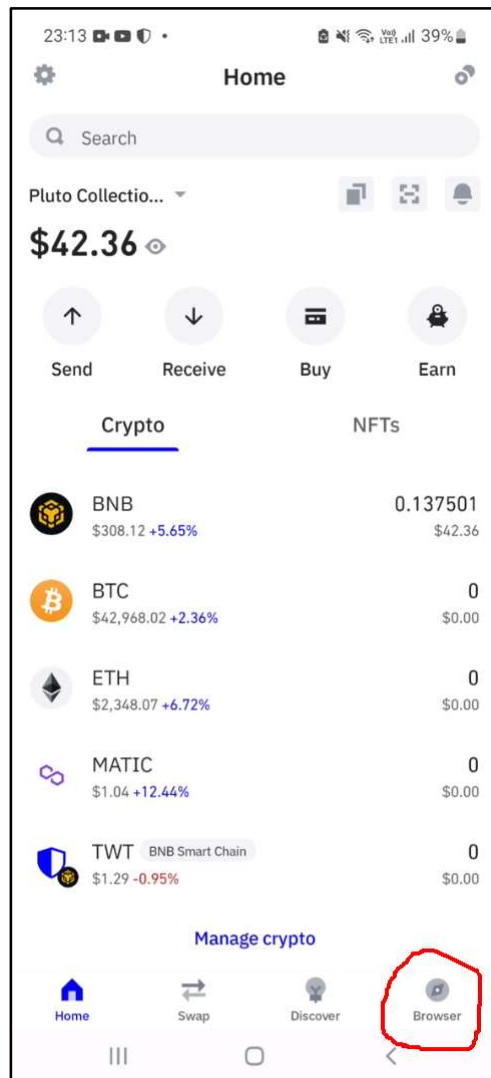 23:13 39%
Home
Search
Pluto Collectio...
$42.36
Send Receive Buy Earn
Crypto NFTs
BNB 0.137501
$308.12 +5.65% $42.36
BTC 0
$42,968.02 +2.36% $0.00
ETH 0
$2,348.07 +6.72% $0.00
MATIC 0
$1.04 +12.44% $0.00
TWT BNB Smart Chain 0
$1.29 -0.95% $0.00
Manage crypto
Home Swap Discover Browser